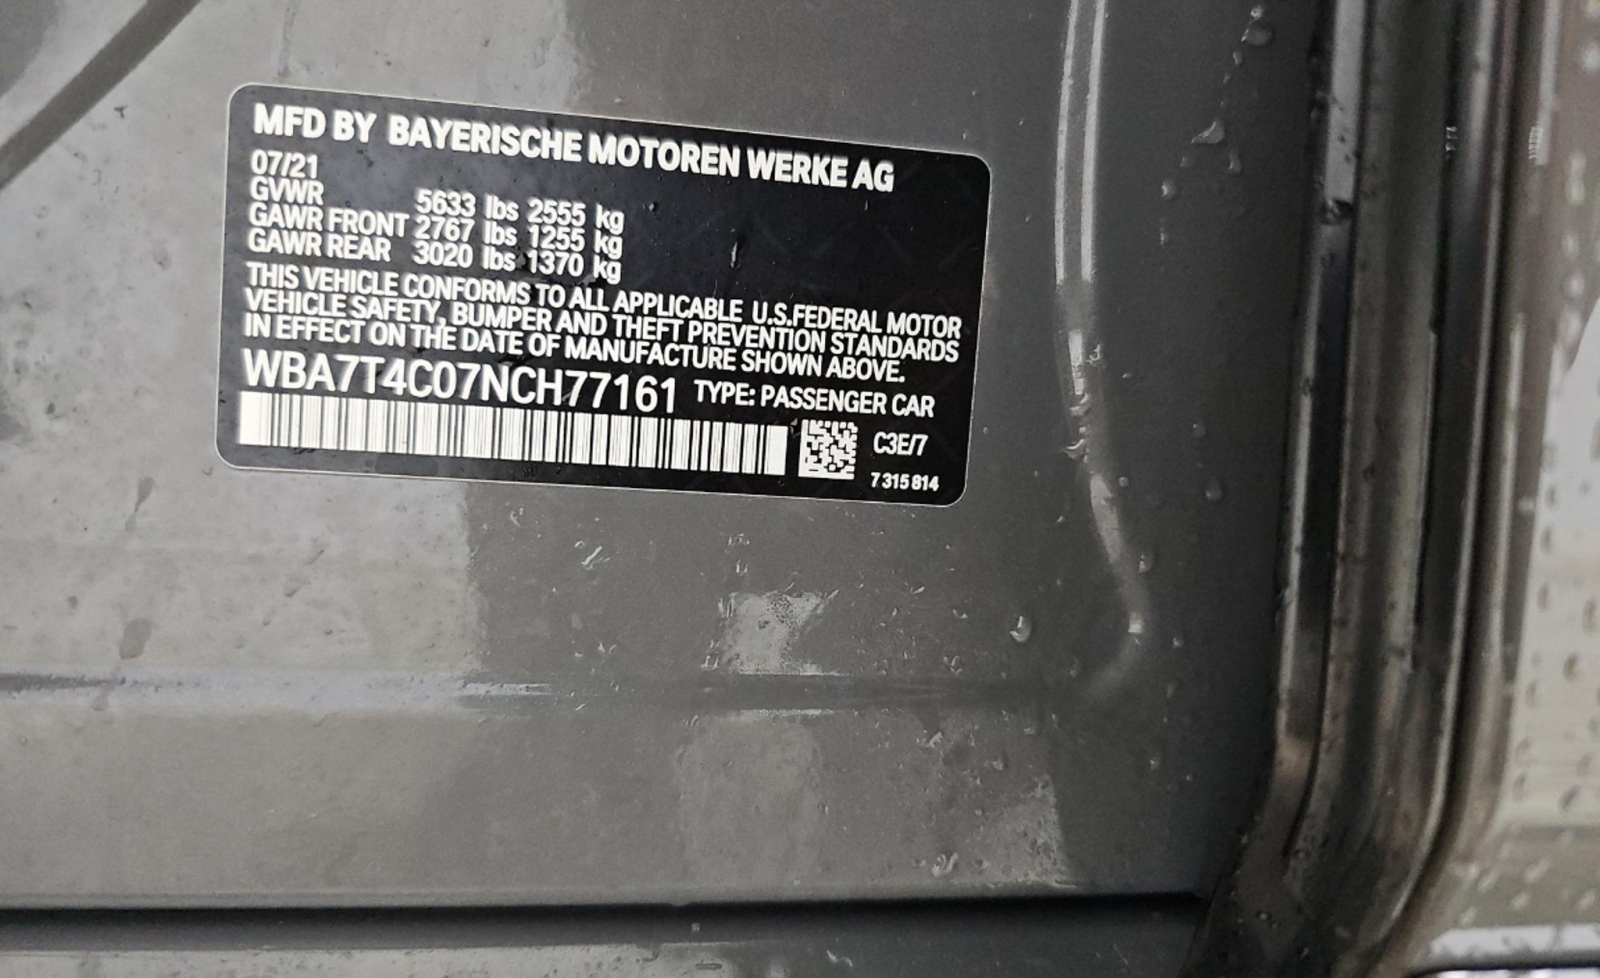 MFD BY BAYERISCHE MOTOREN WERKE AG
07/21
GVWR 5633 lbs 2555 kg
GAWR FRONT 2767 lbs 1255 kg
GAWR REAR 3020 lbs 1370 kg
THIS VEHICLE CONFORMS TO ALL APPLICABLE U.S.FEDERAL MOTOR
VEHICLE SAFETY, BUMPER AND THEFT PREVENTION STANDARDS
IN EFFECT ON THE DATE OF MANUFACTURE SHOWN ABOVE.
WBA7T4C07NCH77161 TYPE: PASSENGER CAR
C3E/7
7 315 814